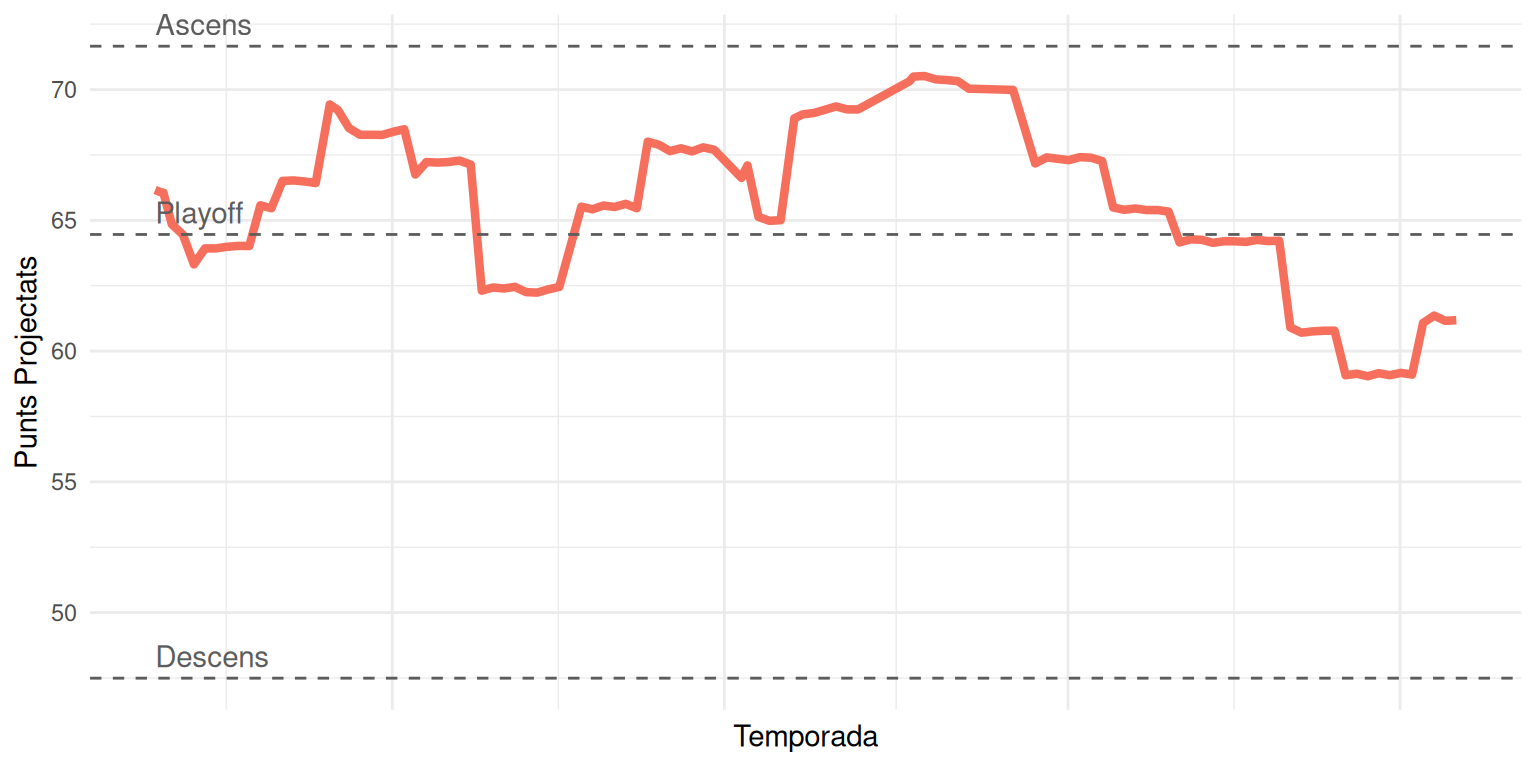 Ascens
70
Playoff
65
60
55
50
Descens
Punts Projectats
Temporada